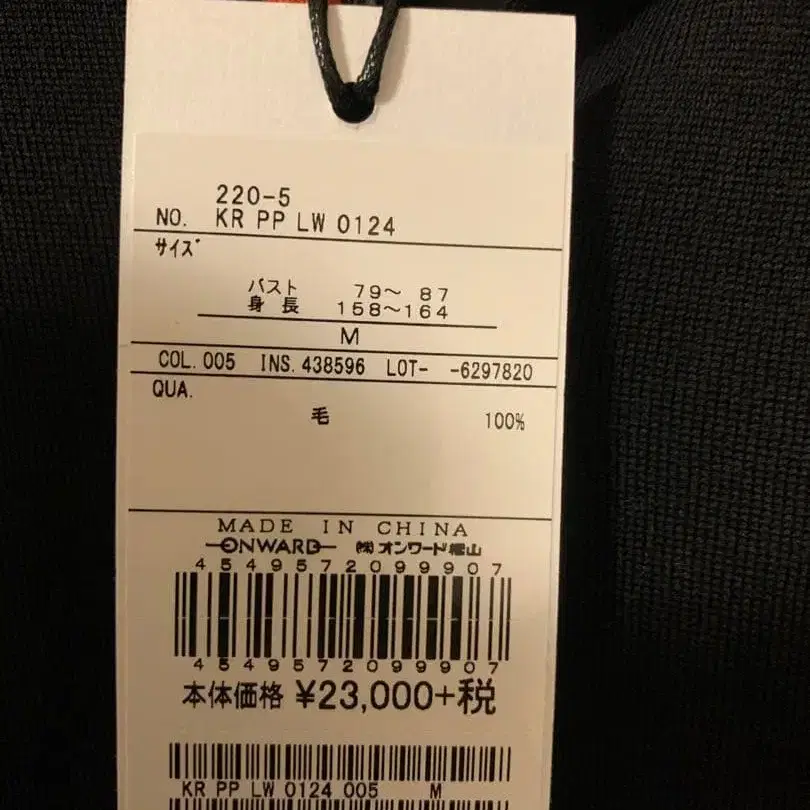 220-5
NO. KR PP LW 0124
サイズ
バスト 79～ 87
身 長 158～164
M
COL. 005 INS. 438596 LOT- -6297820
QUA.
毛 100%
MADE IN CHINA
ONWARD ㈱オンワード樫山
4549572099907
4549572099907
本体価格 ¥23,000+税
KR PP LW 0124 005 M